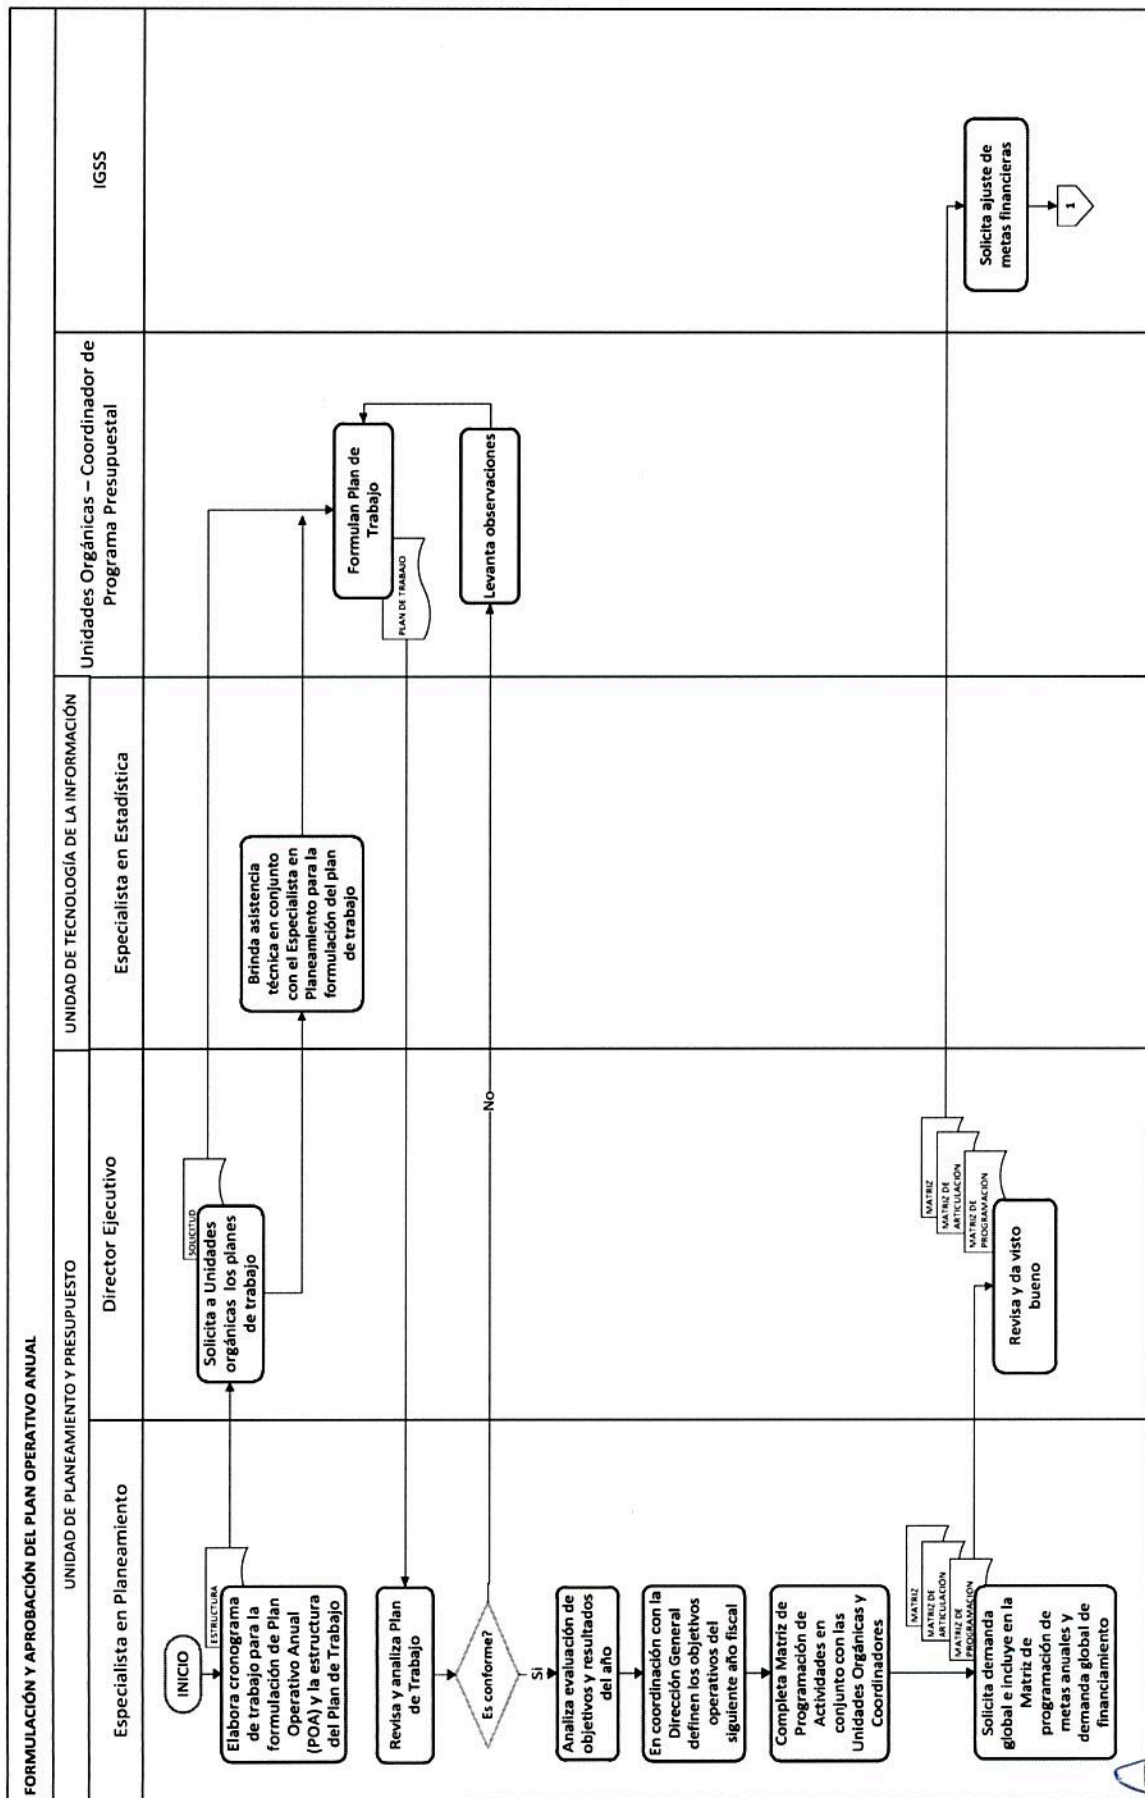 FORMULACIÓN Y APROBACIÓN DEL PLAN OPERATIVO ANUAL
UNIDAD DE PLANEAMIENTO Y PRESUPUESTO
UNIDAD DE TECNOLOGÍA DE LA INFORMACIÓN
Unidades Orgánicas – Coordinador de
Programa Presupuestal
IGSS
Especialista en Planeamiento
Director Ejecutivo
Especialista en Estadística
INICIO
ESTRUCTURA
Elabora cronograma
de trabajo para la
formulación de Plan
Operativo Anual
(POA) y la estructura
del Plan de Trabajo
SOLICITUD
Solicita a Unidades
orgánicas los planes
de trabajo
Brinda asistencia
técnica en conjunto
con el Especialista en
Planeamiento para la
formulación del plan
de trabajo
Formulan Plan de
Trabajo
PLAN DE TRABAJO
Revisa y analiza Plan
de Trabajo
Es conforme?
No
Levanta observaciones
Si
Analiza evaluación de
objetivos y resultados
del año
En coordinación con la
Dirección General
definen los objetivos
operativos del
siguiente año fiscal
Completa Matriz de
Programación de
Actividades en
conjunto con las
Unidades Orgánicas y
Coordinadores
MATRIZ
MATRIZ DE
ARTICULACIÓN
MATRIZ DE
PROGRAMACION
Solicita demanda
global e incluye en la
Matriz de
programación de
metas anuales y
demanda global de
financiamiento
MATRIZ
MATRIZ DE
ARTICULACIÓN
MATRIZ DE
PROGRAMACION
Revisa y da visto
bueno
Solicita ajuste de
metas financieras
1